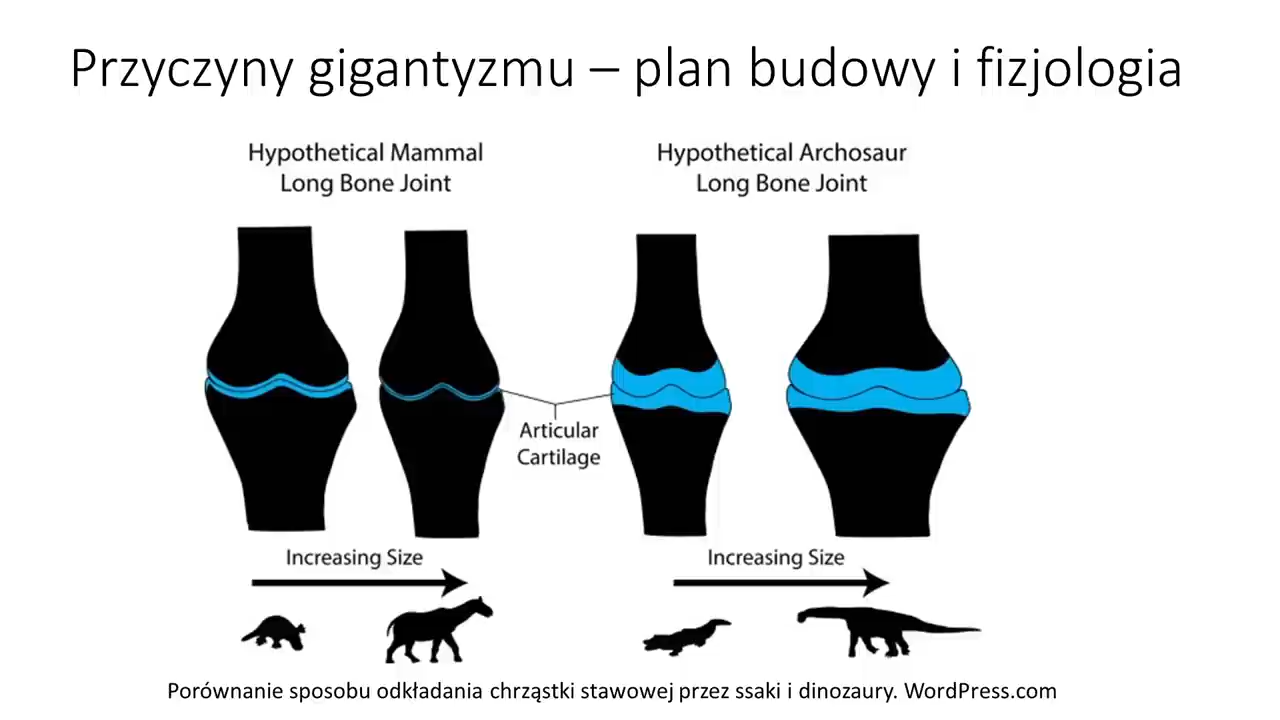 Przyczyny gigantyzmu – plan budowy i fizjologia
Hypothetical Mammal
Long Bone Joint
Hypothetical Archosaur
Long Bone Joint
Articular
Cartilage
Increasing Size
Increasing Size
Porównanie sposobu odkładania chrząstki stawowej przez ssaki i dinozaury. WordPress.com